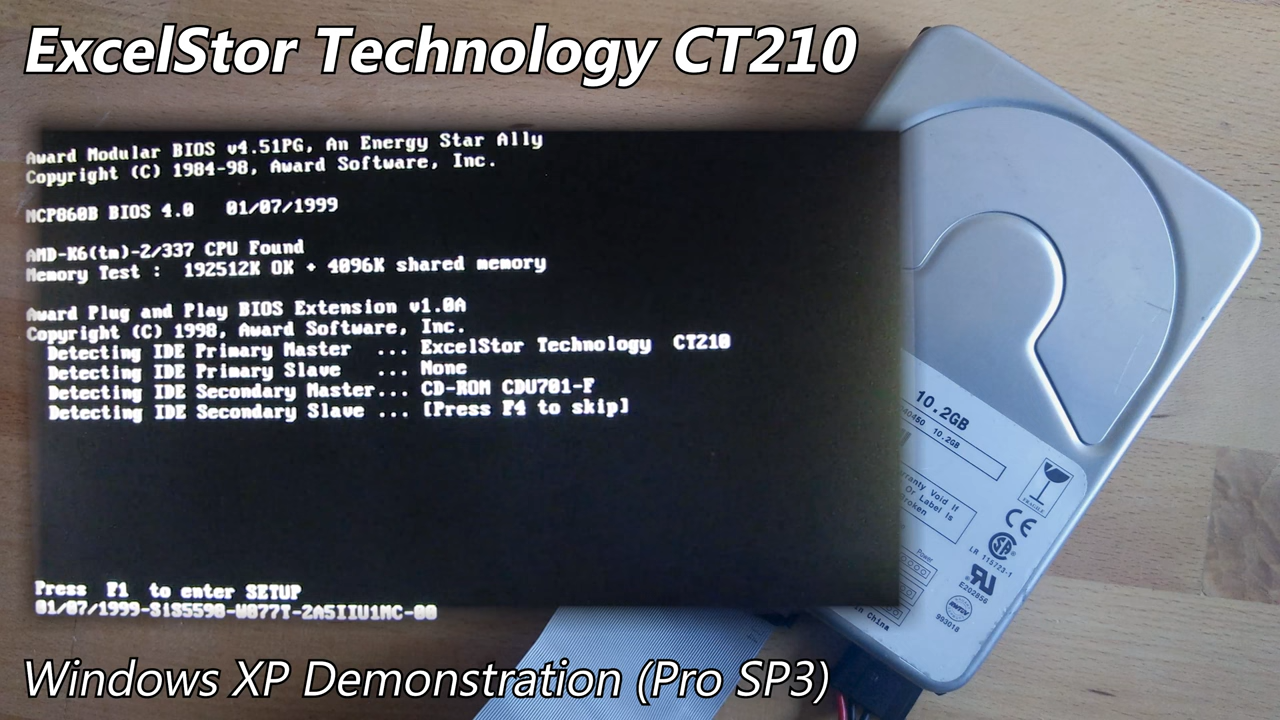 ExcelStor Technology CT210
Award Modular BIOS v4.51PG, An Energy Star Ally
Copyright (C) 1984-98, Award Software, Inc.
MCP860B BIOS 4.0 01/07/1999
AMD-K6(tm)-2/337 CPU Found
Memory Test : 192512K OK + 4096K shared memory
Award Plug and Play BIOS Extension v1.0A
Copyright (C) 1998, Award Software, Inc.
Detecting IDE Primary Master ... ExcelStor Technology CT210
Detecting IDE Primary Slave ... None
Detecting IDE Secondary Master... CD-ROM CDU701-F
Detecting IDE Secondary Slave ... [Press F4 to skip]
Press F1 to enter SETUP
01/07/1999-SiS5598-W877T-2A5IIU1MC-00
10.2GB
10.2GB
Void If
Or Label Is
Broken
FRAGILE
CE
LR 115723-1
E202856
Power
993018
in China
Windows XP Demonstration (Pro SP3)